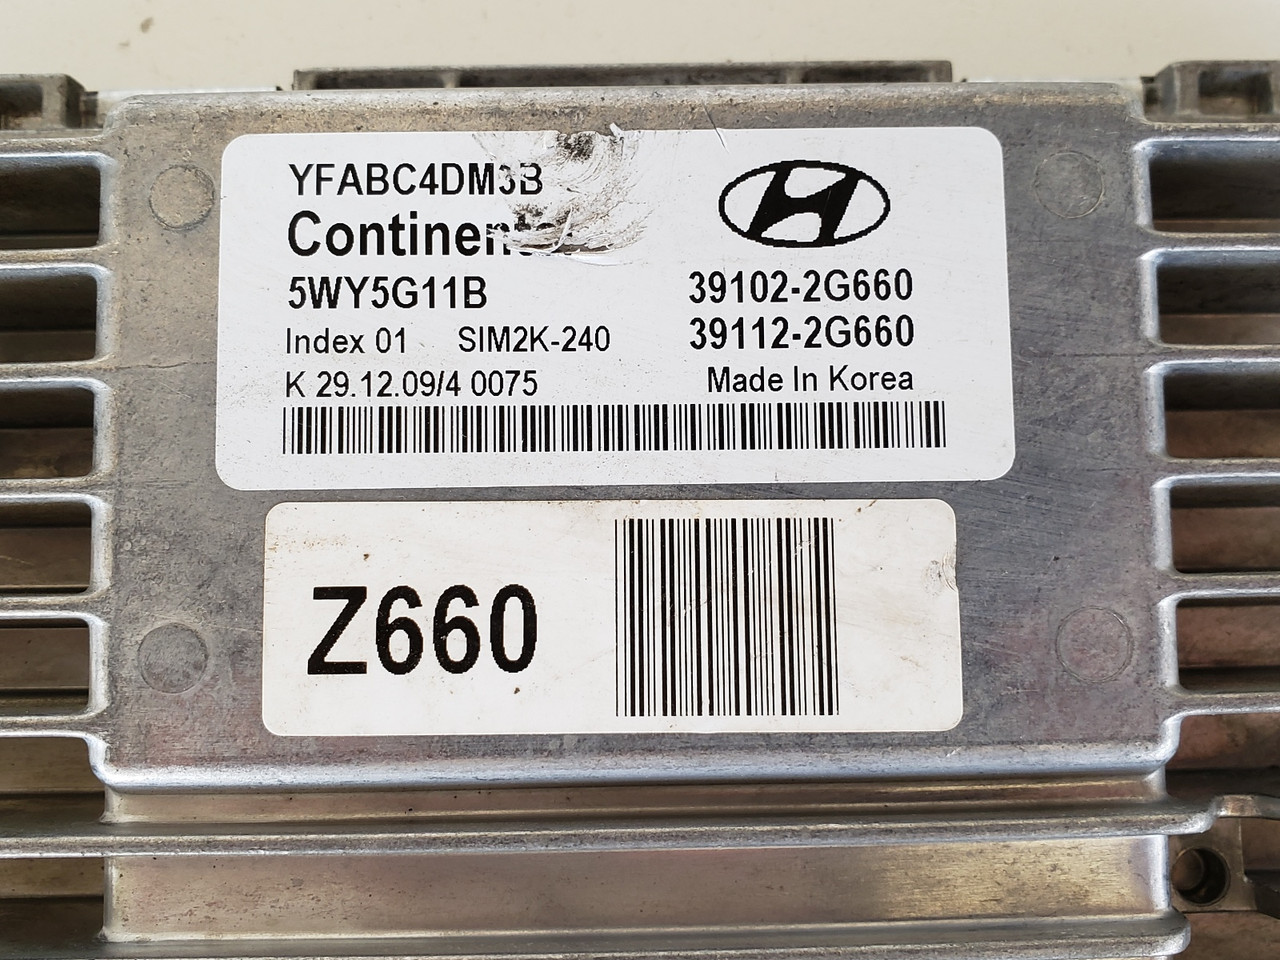 YFABC4DM3B
Continental
5WY5G11B
39102-2G660
39112-2G660
Index 01 SIM2K-240
K 29.12.09/4 0075
Made In Korea
Z660